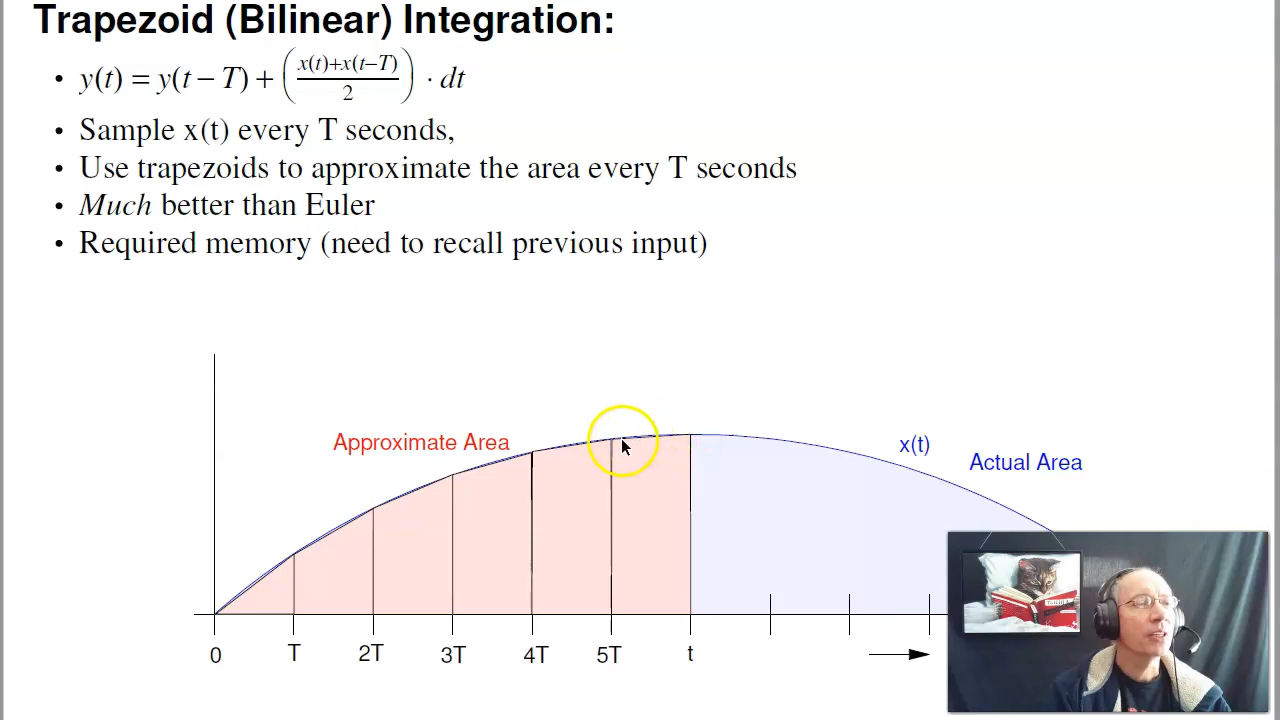 Trapezoid (Bilinear) Integration:
• y(t) = y(t − T) + ( x(t)+x(t−T) / 2 ) · dt
• Sample x(t) every T seconds,
• Use trapezoids to approximate the area every T seconds
• Much better than Euler
• Required memory (need to recall previous input)
Approximate Area
x(t)
Actual Area
0 T 2T 3T 4T 5T t